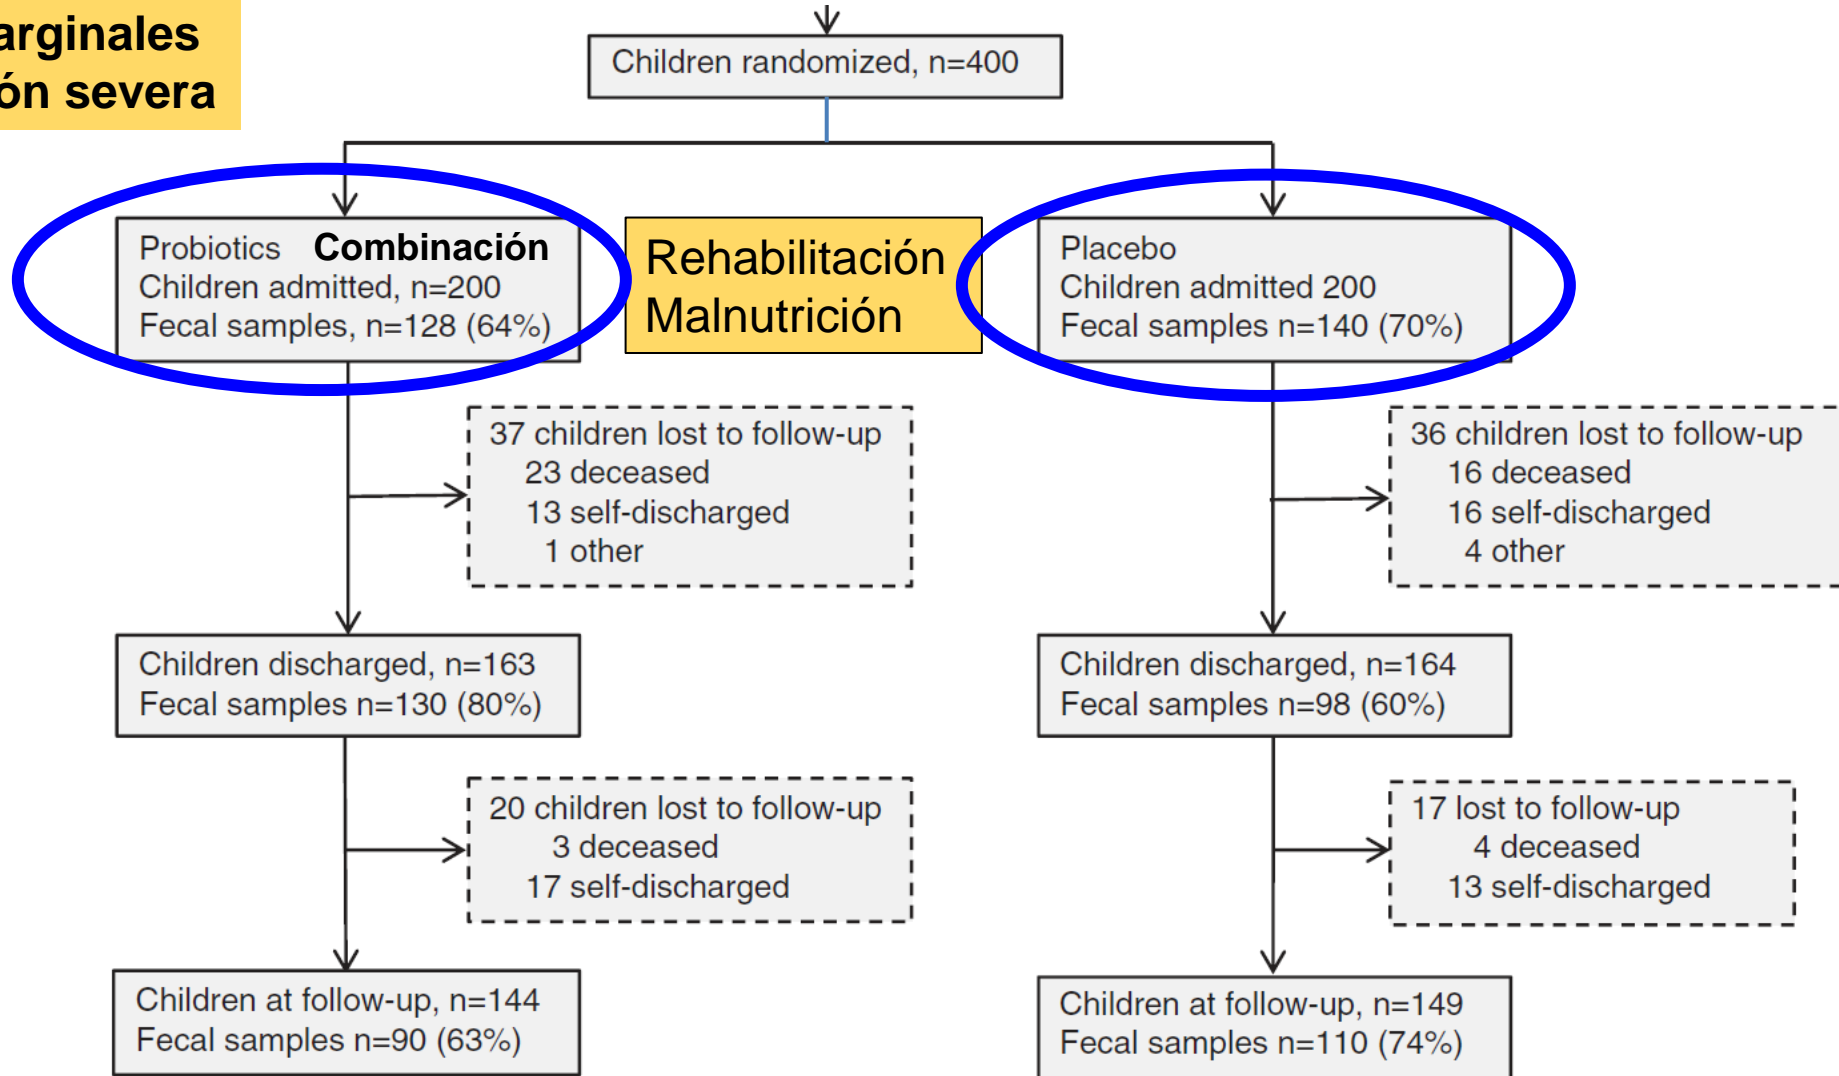 arginales
ón severa
Children randomized, n=400
Probiotics Combinación
Children admitted, n=200
Fecal samples, n=128 (64%)
Rehabilitación
Malnutrición
Placebo
Children admitted 200
Fecal samples n=140 (70%)
37 children lost to follow-up
23 deceased
13 self-discharged
1 other
36 children lost to follow-up
16 deceased
16 self-discharged
4 other
Children discharged, n=163
Fecal samples n=130 (80%)
Children discharged, n=164
Fecal samples n=98 (60%)
20 children lost to follow-up
3 deceased
17 self-discharged
17 lost to follow-up
4 deceased
13 self-discharged
Children at follow-up, n=144
Fecal samples n=90 (63%)
Children at follow-up, n=149
Fecal samples n=110 (74%)